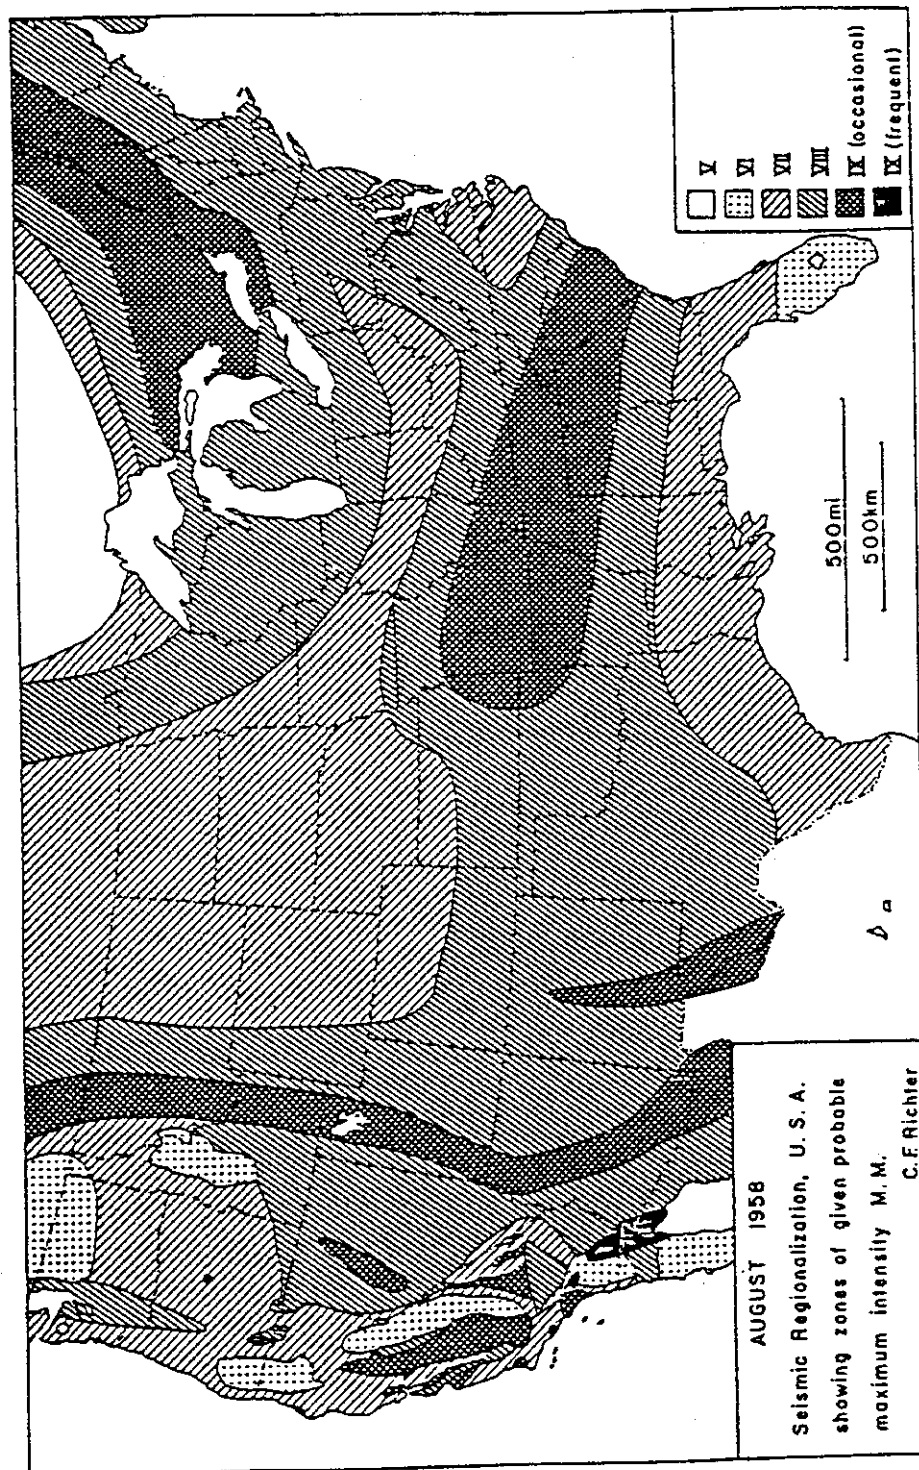 V
VI
VII
VIII
IX (occasional)
IX (frequent)
500mi
500km
AUGUST 1958
Seismic Regionalization, U. S. A.
showing zones of given probable
maximum intensity M. M.
C. F. Richter